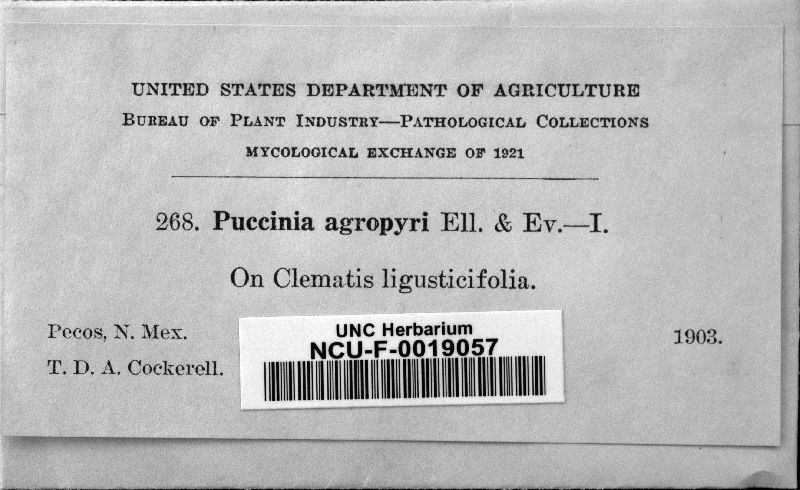 UNITED STATES DEPARTMENT OF AGRICULTURE
BUREAU OF PLANT INDUSTRY—PATHOLOGICAL COLLECTIONS
MYCOLOGICAL EXCHANGE OF 1921
268. Puccinia agropyri Ell. & Ev.—I.
On Clematis ligusticifolia.
Pecos, N. Mex.
1903.
T. D. A. Cockerell.
UNC Herbarium
NCU-F-0019057